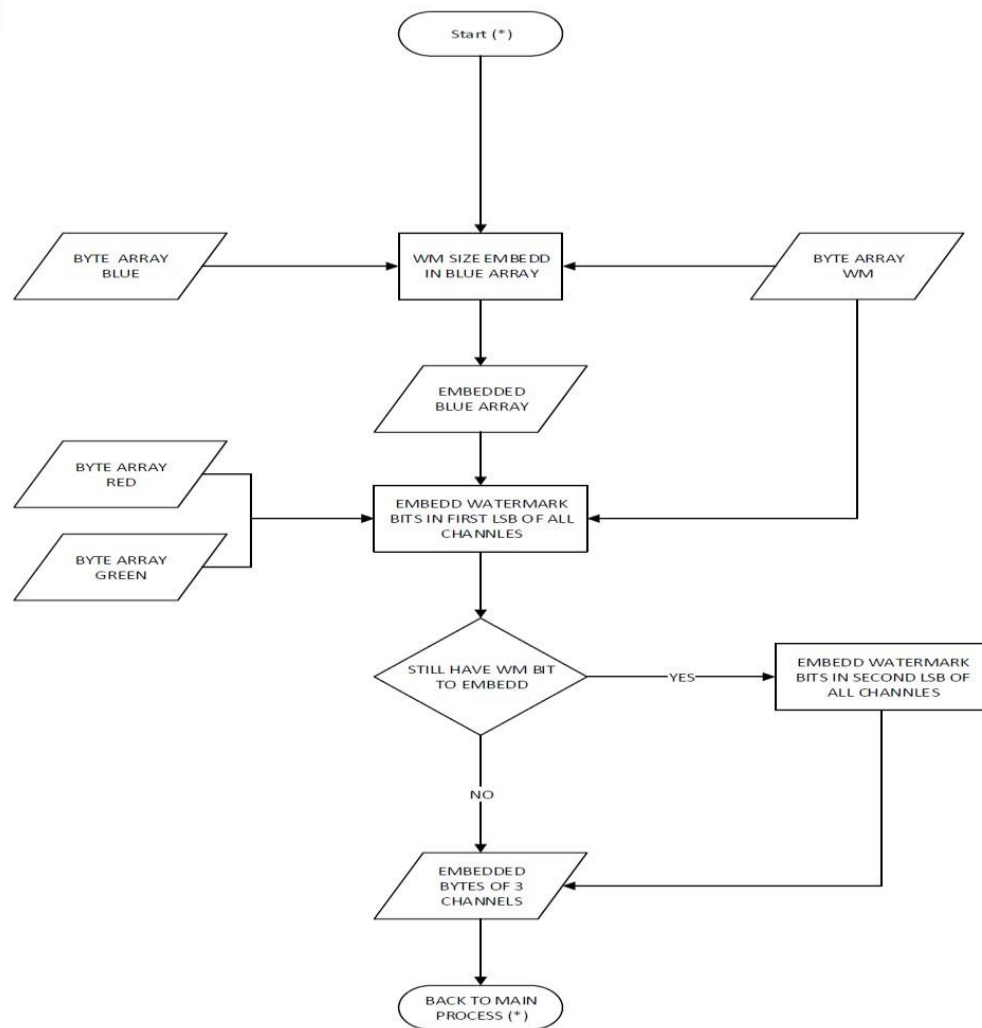 Start (*)
BYTE ARRAY
BLUE
WM SIZE EMBEDD
IN BLUE ARRAY
BYTE ARRAY
WM
EMBEDDED
BLUE ARRAY
BYTE ARRAY
RED
EMBEDD WATERMARK
BITS IN FIRST LSB OF ALL
CHANNLES
BYTE ARRAY
GREEN
STILL HAVE WM BIT
TO EMBEDD
YES
EMBEDD WATERMARK
BITS IN SECOND LSB OF
ALL CHANNLES
NO
EMBEDDED
BYTES OF 3
CHANNELS
BACK TO MAIN
PROCESS (*)